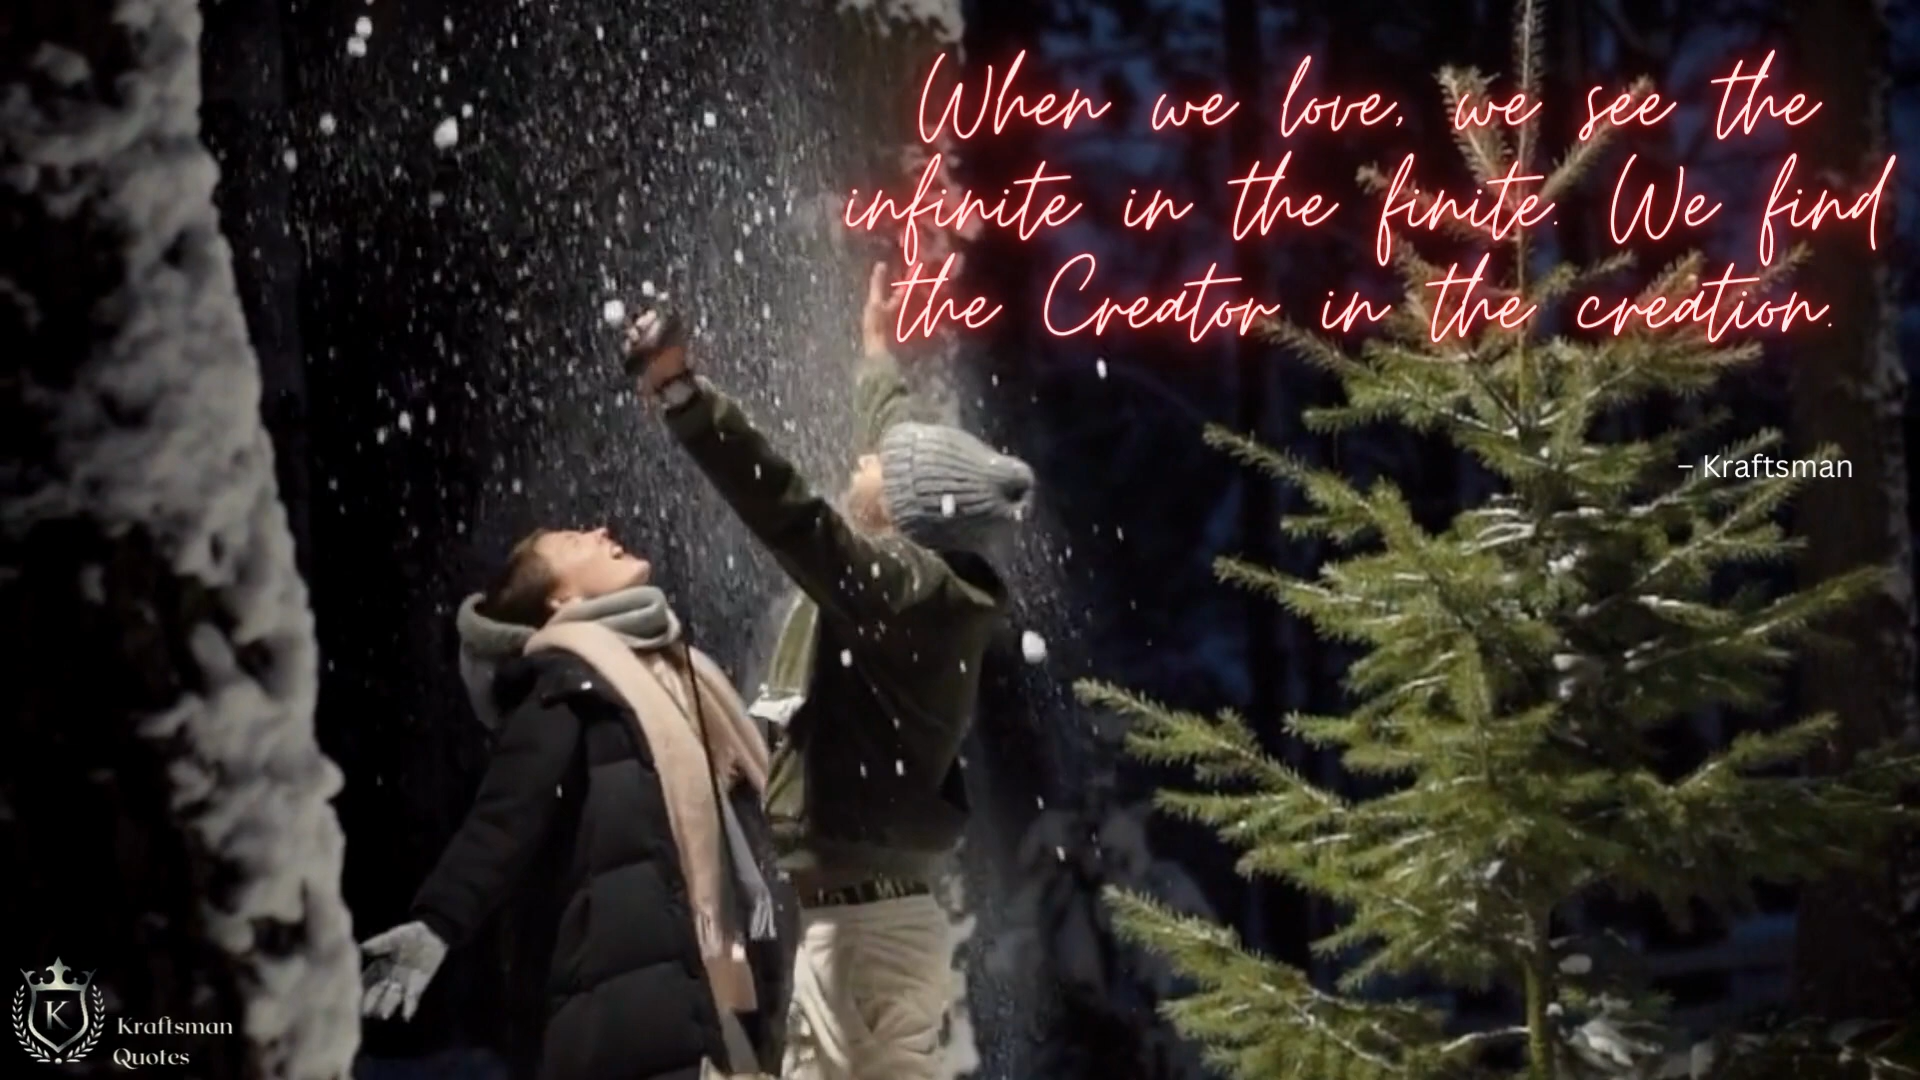 When we love, we see the
infinite in the finite. We find
the Creator in the creation.
– Kraftsman
K
Kraftsman
Quotes